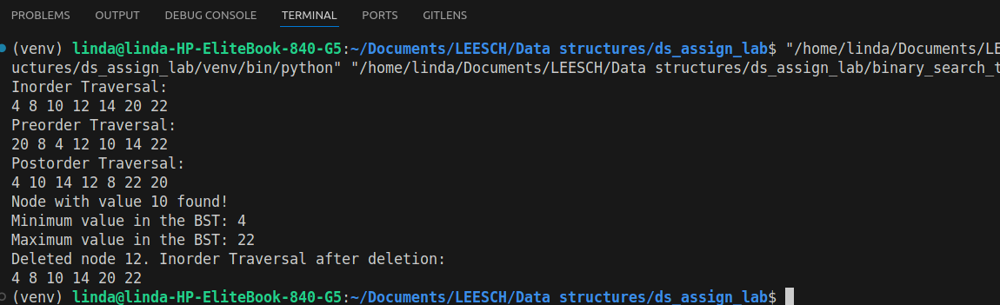 PROBLEMS OUTPUT DEBUG CONSOLE TERMINAL PORTS GITLENS
(venv) linda@linda-HP-EliteBook-840-G5:~/Documents/LEESCH/Data structures/ds_assign_lab$ "/home/linda/Documents/LE
uctures/ds_assign_lab/venv/bin/python" "/home/linda/Documents/LEESCH/Data structures/ds_assign_lab/binary_search_t
Inorder Traversal:
4 8 10 12 14 20 22
Preorder Traversal:
20 8 4 12 10 14 22
Postorder Traversal:
4 10 14 12 8 22 20
Node with value 10 found!
Minimum value in the BST: 4
Maximum value in the BST: 22
Deleted node 12. Inorder Traversal after deletion:
4 8 10 14 20 22
(venv) linda@linda-HP-EliteBook-840-G5:~/Documents/LEESCH/Data structures/ds_assign_lab$